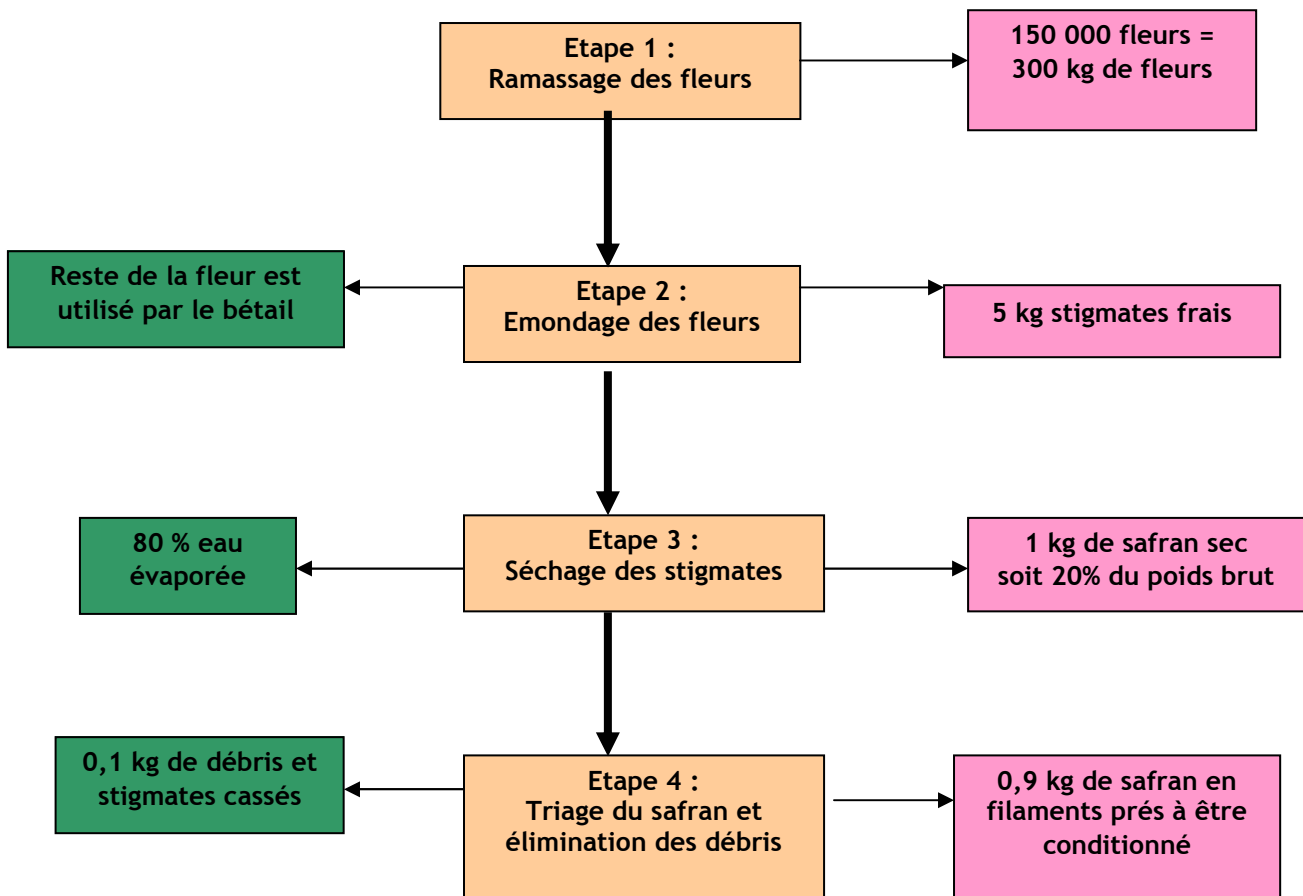 Etape 1 :
Ramassage des fleurs
150 000 fleurs =
300 kg de fleurs
Reste de la fleur est
utilisé par le bétail
Etape 2 :
Emondage des fleurs
5 kg stigmates frais
80 % eau
évaporée
Etape 3 :
Séchage des stigmates
1 kg de safran sec
soit 20% du poids brut
0,1 kg de débris et
stigmates cassés
Etape 4 :
Triage du safran et
élimination des débris
0,9 kg de safran en
filaments prés à être
conditionné